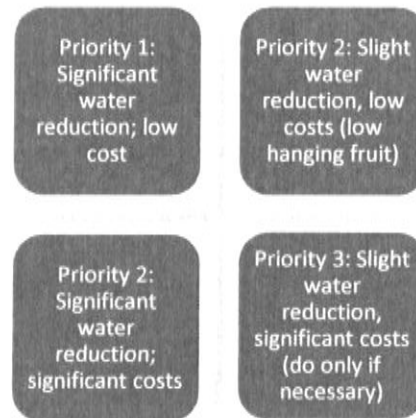 Priority 1:
Significant
water
reduction; low
cost
Priority 2: Slight
water
reduction, low
costs (low
hanging fruit)
Priority 2:
Significant
water
reduction;
significant costs
Priority 3: Slight
water
reduction,
significant costs
(do only if
necessary)